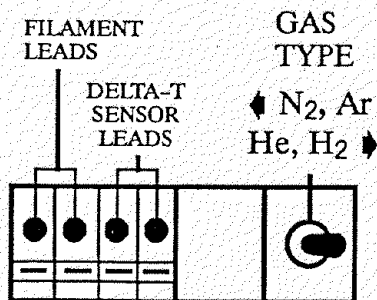 FILAMENT
LEADS
DELTA-T
SENSOR
LEADS
GAS
TYPE
N₂, Ar
He, H₂